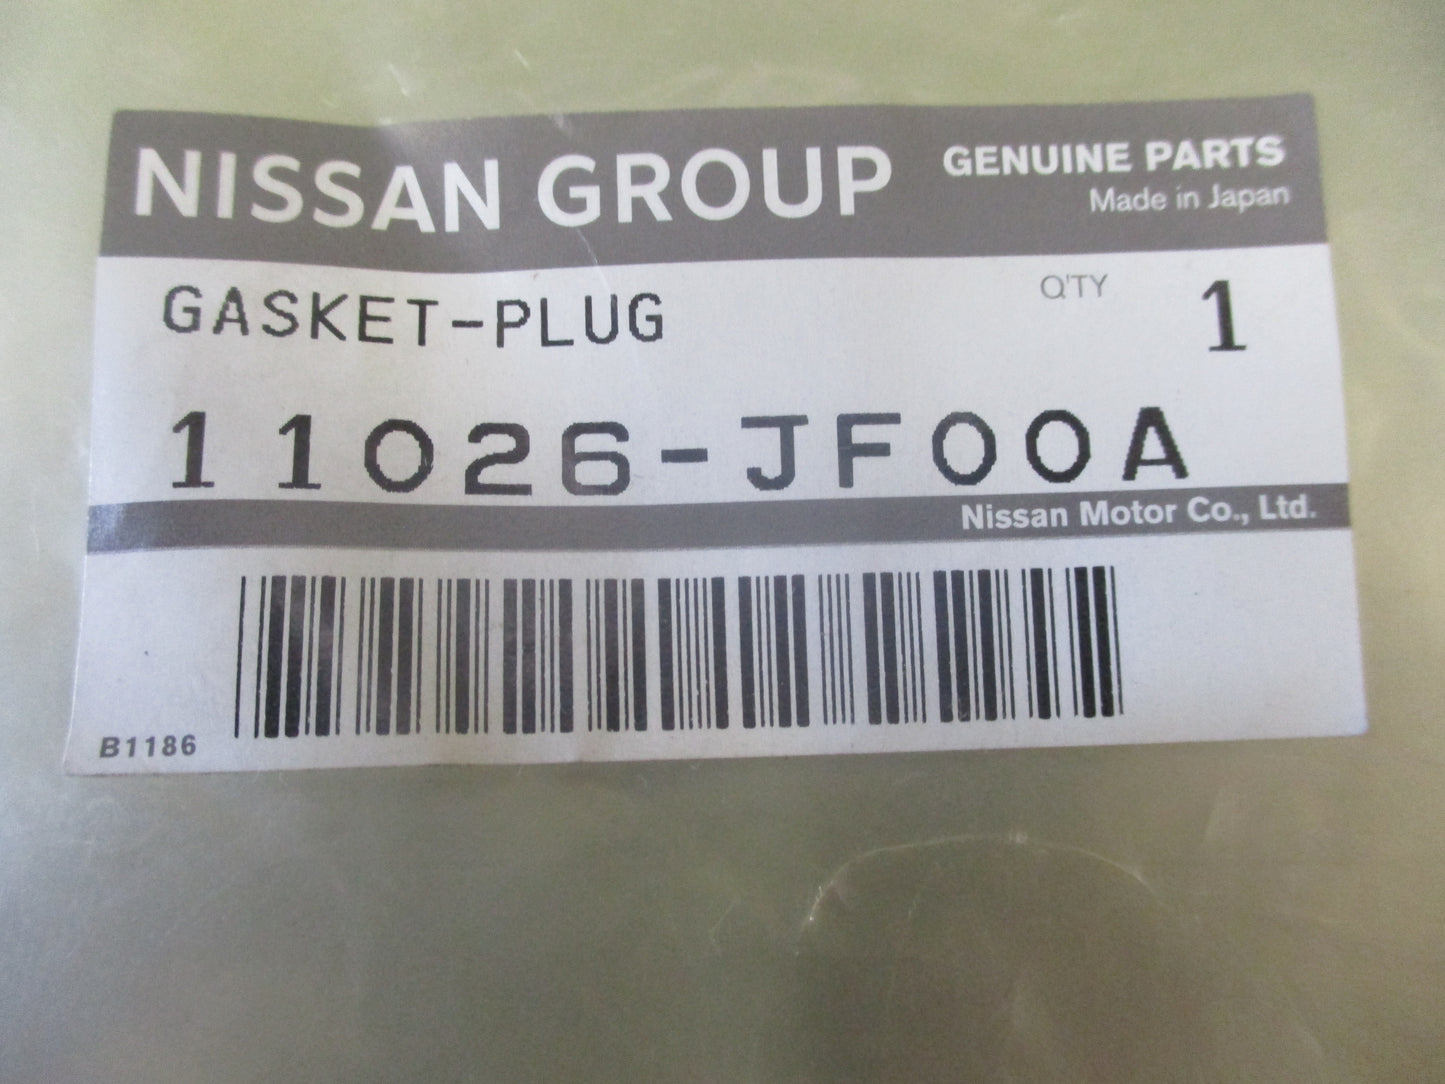 NISSAN GROUP
GENUINE PARTS
Made in Japan
GASKET-PLUG
Q'TY 1
11026-JF00A
Nissan Motor Co., Ltd.
B1186